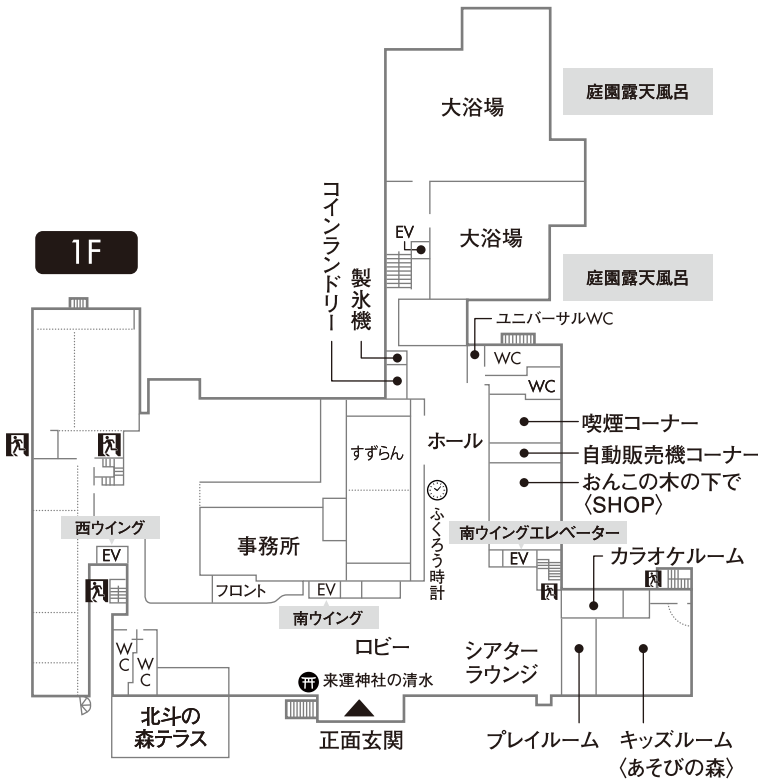 大浴場
庭園露天風呂
コインランドリー
EV
大浴場
1F
製氷機
庭園露天風呂
ユニバーサルWC
WC
WC
喫煙コーナー
ホール
すずらん
自動販売機コーナー
おんこの木の下で
〈SHOP〉
ふくろう時計
西ウイング
南ウイングエレベーター
事務所
EV
EV
カラオケルーム
フロント
EV
南ウイング
ロビー
シアター
ラウンジ
WC
WC
来運神社の清水
北斗の
森テラス
正面玄関
プレイルーム
キッズルーム
〈あそびの森〉